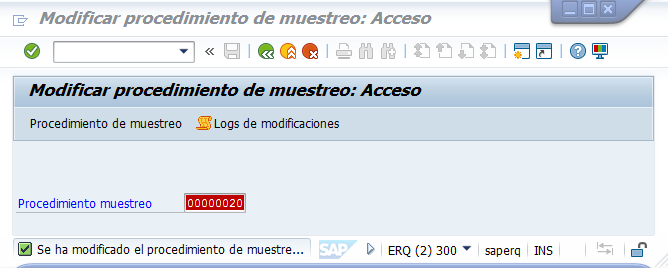 Modificar procedimiento de muestreo: Acceso
Modificar procedimiento de muestreo: Acceso
Procedimiento de muestreo Logs de modificaciones
Procedimiento muestreo 00000020
Se ha modificado el procedimiento de muestre... SAP ERQ (2) 300 saperq INS